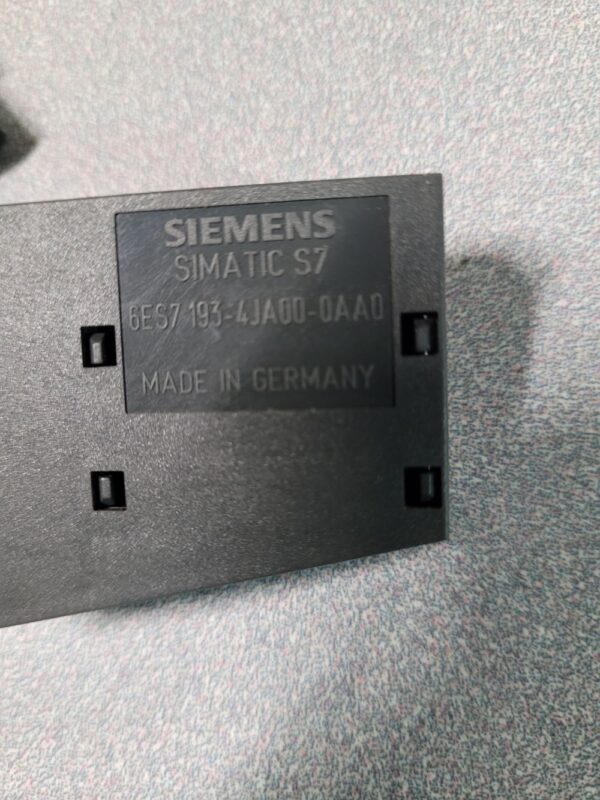 SIEMENS
SIMATIC S7
6ES7 193-4JA00-0AA0
MADE IN GERMANY